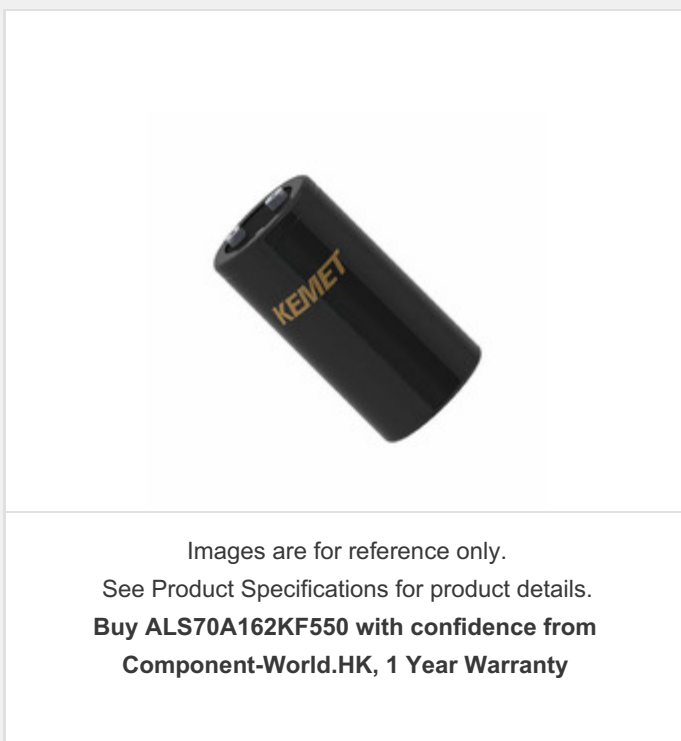 KEMET
Images are for reference only.
See Product Specifications for product details.
Buy ALS70A162KF550 with confidence from
Component-World.HK, 1 Year Warranty